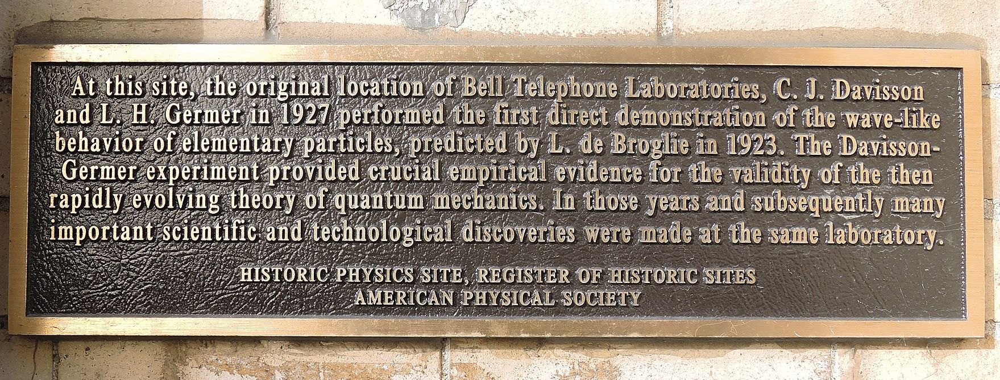 At this site, the original location of Bell Telephone Laboratories, C. J. Davisson
and L. H. Germer in 1927 performed the first direct demonstration of the wave-like
behavior of elementary particles, predicted by L. de Broglie in 1923. The Davisson-
Germer experiment provided crucial empirical evidence for the validity of the then
rapidly evolving theory of quantum mechanics. In those years and subsequently many
important scientific and technological discoveries were made at the same laboratory.
HISTORIC PHYSICS SITE, REGISTER OF HISTORIC SITES
AMERICAN PHYSICAL SOCIETY